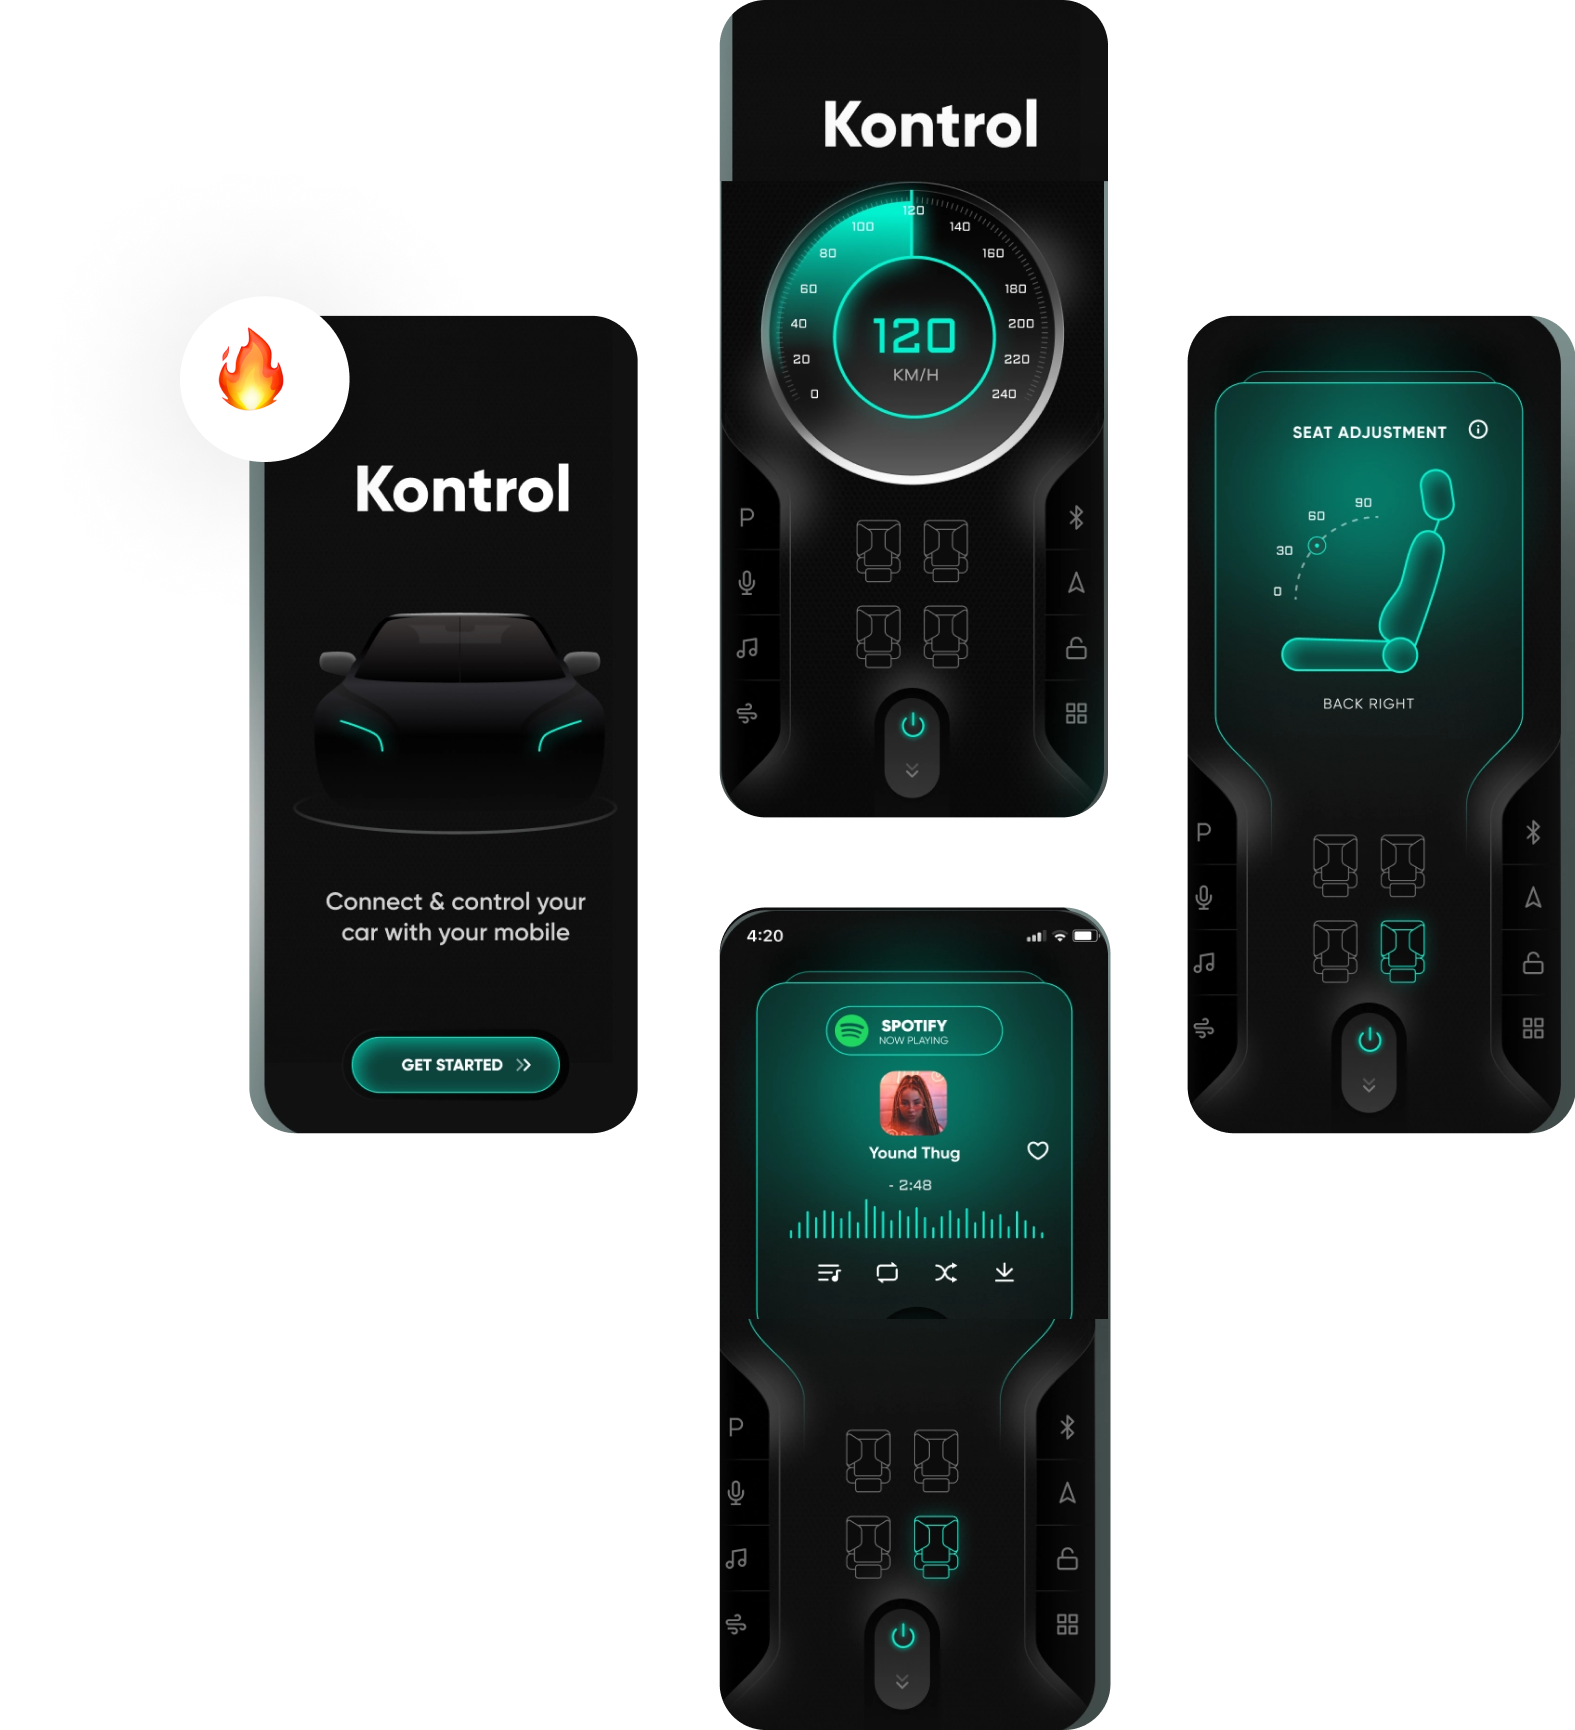 Kontrol
Connect & control your
car with your mobile
GET STARTED
Kontrol
0
20
40
60
80
100
120
140
160
180
200
220
240
120
KM/H
P
4:20
SPOTIFY
NOW PLAYING
Yound Thug
- 2:48
P
SEAT ADJUSTMENT
0
30
60
90
BACK RIGHT
P